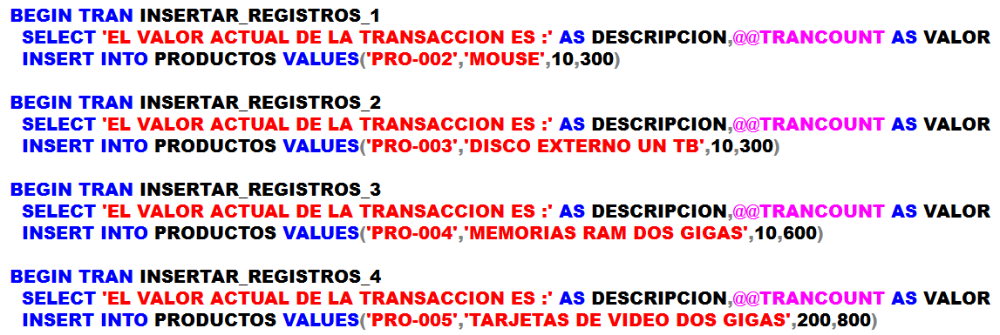 BEGIN TRAN INSERTAR_REGISTROS_1
SELECT 'EL VALOR ACTUAL DE LA TRANSACCION ES :' AS DESCRIPCION,@@TRANCOUNT AS VALOR
INSERT INTO PRODUCTOS VALUES('PRO-002','MOUSE',10,300)
BEGIN TRAN INSERTAR_REGISTROS_2
SELECT 'EL VALOR ACTUAL DE LA TRANSACCION ES :' AS DESCRIPCION,@@TRANCOUNT AS VALOR
INSERT INTO PRODUCTOS VALUES('PRO-003','DISCO EXTERNO UN TB',10,300)
BEGIN TRAN INSERTAR_REGISTROS_3
SELECT 'EL VALOR ACTUAL DE LA TRANSACCION ES :' AS DESCRIPCION,@@TRANCOUNT AS VALOR
INSERT INTO PRODUCTOS VALUES('PRO-004','MEMORIAS RAM DOS GIGAS',10,600)
BEGIN TRAN INSERTAR_REGISTROS_4
SELECT 'EL VALOR ACTUAL DE LA TRANSACCION ES :' AS DESCRIPCION,@@TRANCOUNT AS VALOR
INSERT INTO PRODUCTOS VALUES('PRO-005','TARJETAS DE VIDEO DOS GIGAS',200,800)